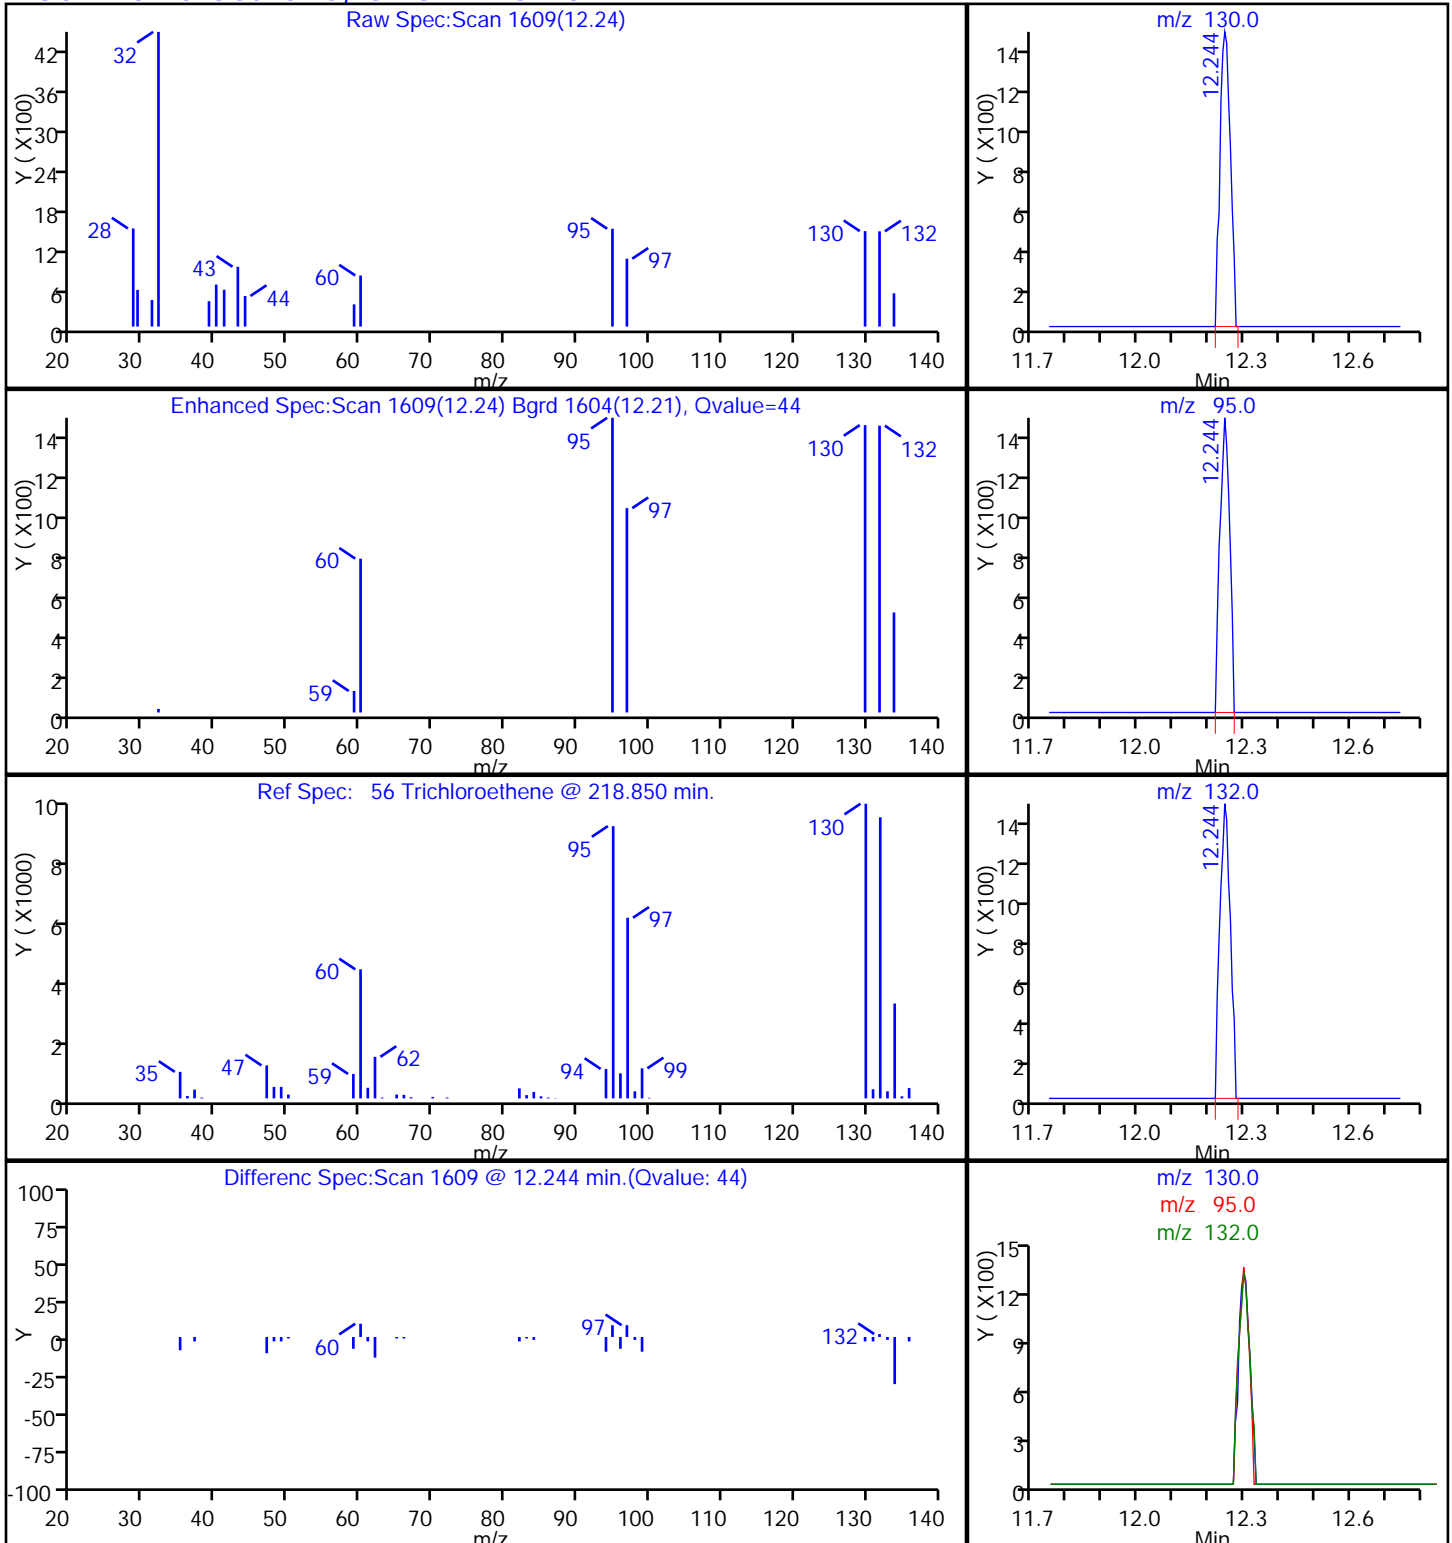 Raw Spec:Scan 1609(12.24)
Y ( X100)
42
36
30
24
18
12
6
0
32
28
43
44
60
95
97
130
132
20 30 40 50 60 70 80 90 100 110 120 130 140
m/z
m/z 130.0
Y ( X100)
14
12
10
8
6
4
2
0
12.244
11.7 12.0 12.3 12.6
Min
Enhanced Spec:Scan 1609(12.24) Bgrd 1604(12.21), Qvalue=44
Y ( X100)
14
12
10
8
6
4
2
0
95
130
132
97
60
59
20 30 40 50 60 70 80 90 100 110 120 130 140
m/z
m/z 95.0
Y ( X100)
14
12
10
8
6
4
2
0
12.244
11.7 12.0 12.3 12.6
Min
Ref Spec: 56 Trichloroethene @ 218.850 min.
Y ( X1000)
10
8
6
4
2
0
130
95
97
60
35
47
59
62
94
99
20 30 40 50 60 70 80 90 100 110 120 130 140
m/z
m/z 132.0
Y ( X100)
14
12
10
8
6
4
2
0
12.244
11.7 12.0 12.3 12.6
Min
Differenc Spec:Scan 1609 @ 12.244 min.(Qvalue: 44)
Y
100
75
50
25
0
-25
-50
-75
-100
60
97
132
20 30 40 50 60 70 80 90 100 110 120 130 140
m/z
m/z 130.0
m/z 95.0
m/z 132.0
Y ( X100)
15
12
9
6
3
0
11.7 12.0 12.3 12.6
Min